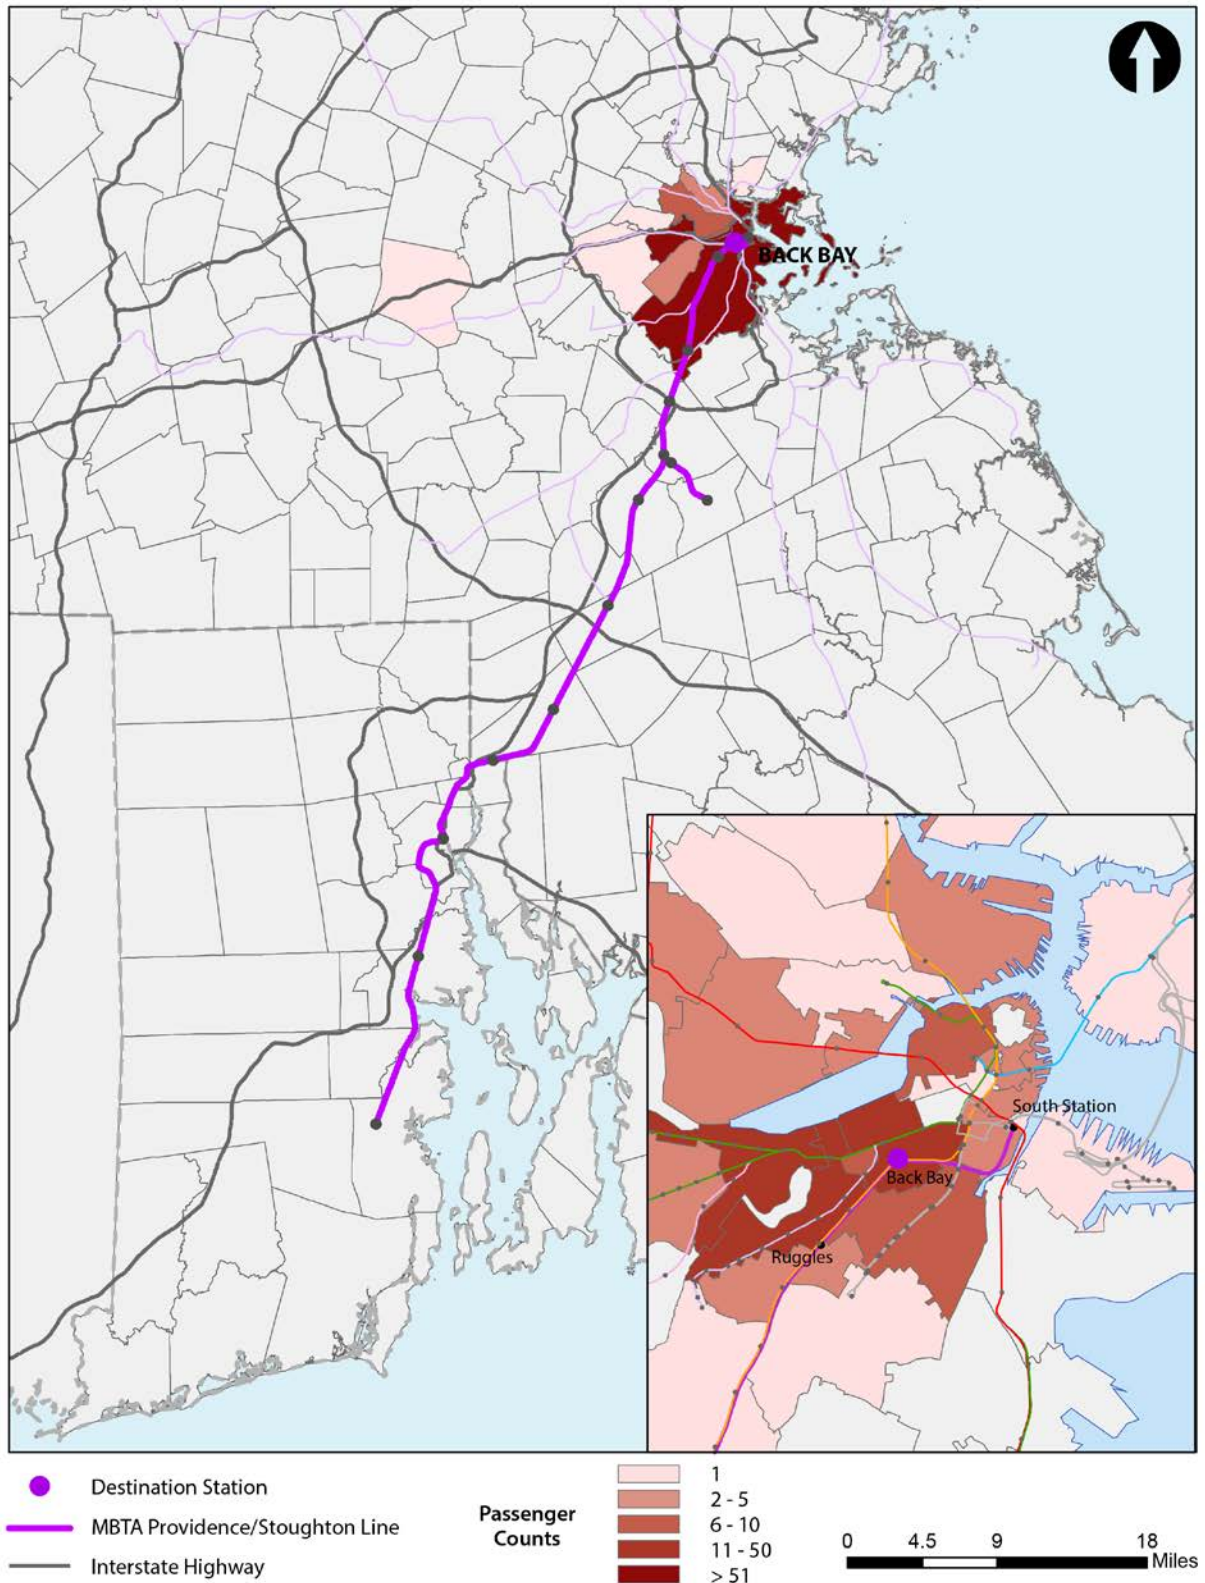 BACK BAY
South Station
Back Bay
Ruggles
Destination Station
MBTA Providence/Stoughton Line
Interstate Highway
Passenger
Counts
1
2 - 5
6 - 10
11 - 50
> 51
0 4.5 9 18
Miles